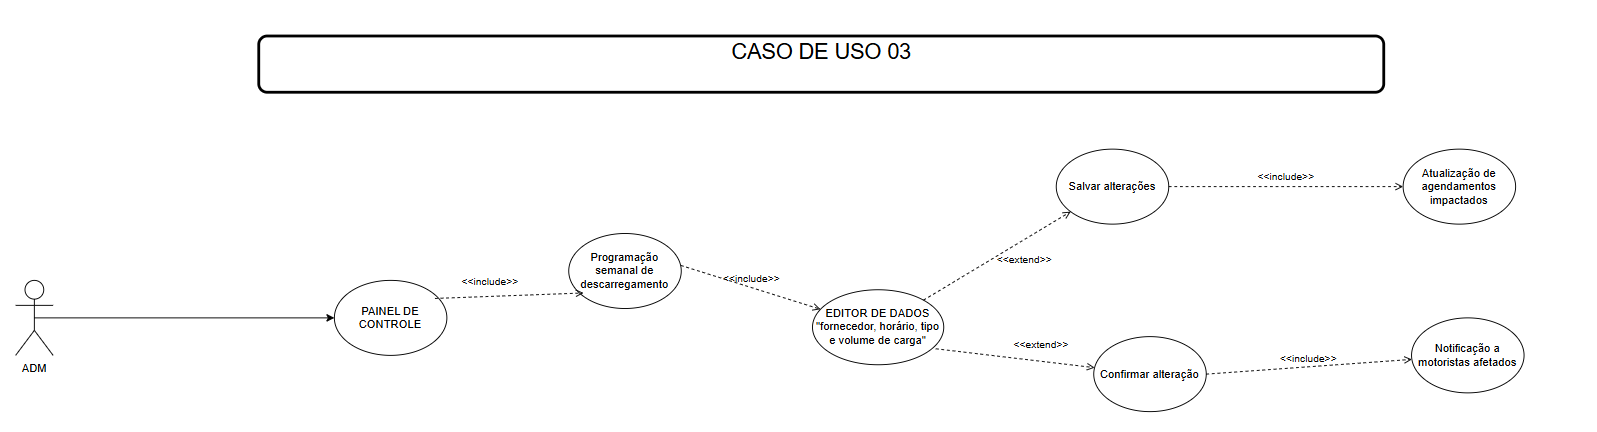 CASO DE USO 03
Salvar alterações
<<include>>
Atualização de
agendamentos
impactados
<<extend>>
Programação
semanal de
descarregamento
<<include>>
<<include>>
PAINEL DE
CONTROLE
ADM
EDITOR DE DADOS
"fornecedor, horário, tipo
e volume de carga"
<<extend>>
Confirmar alteração
<<include>>
Notificação a
motoristas afetados